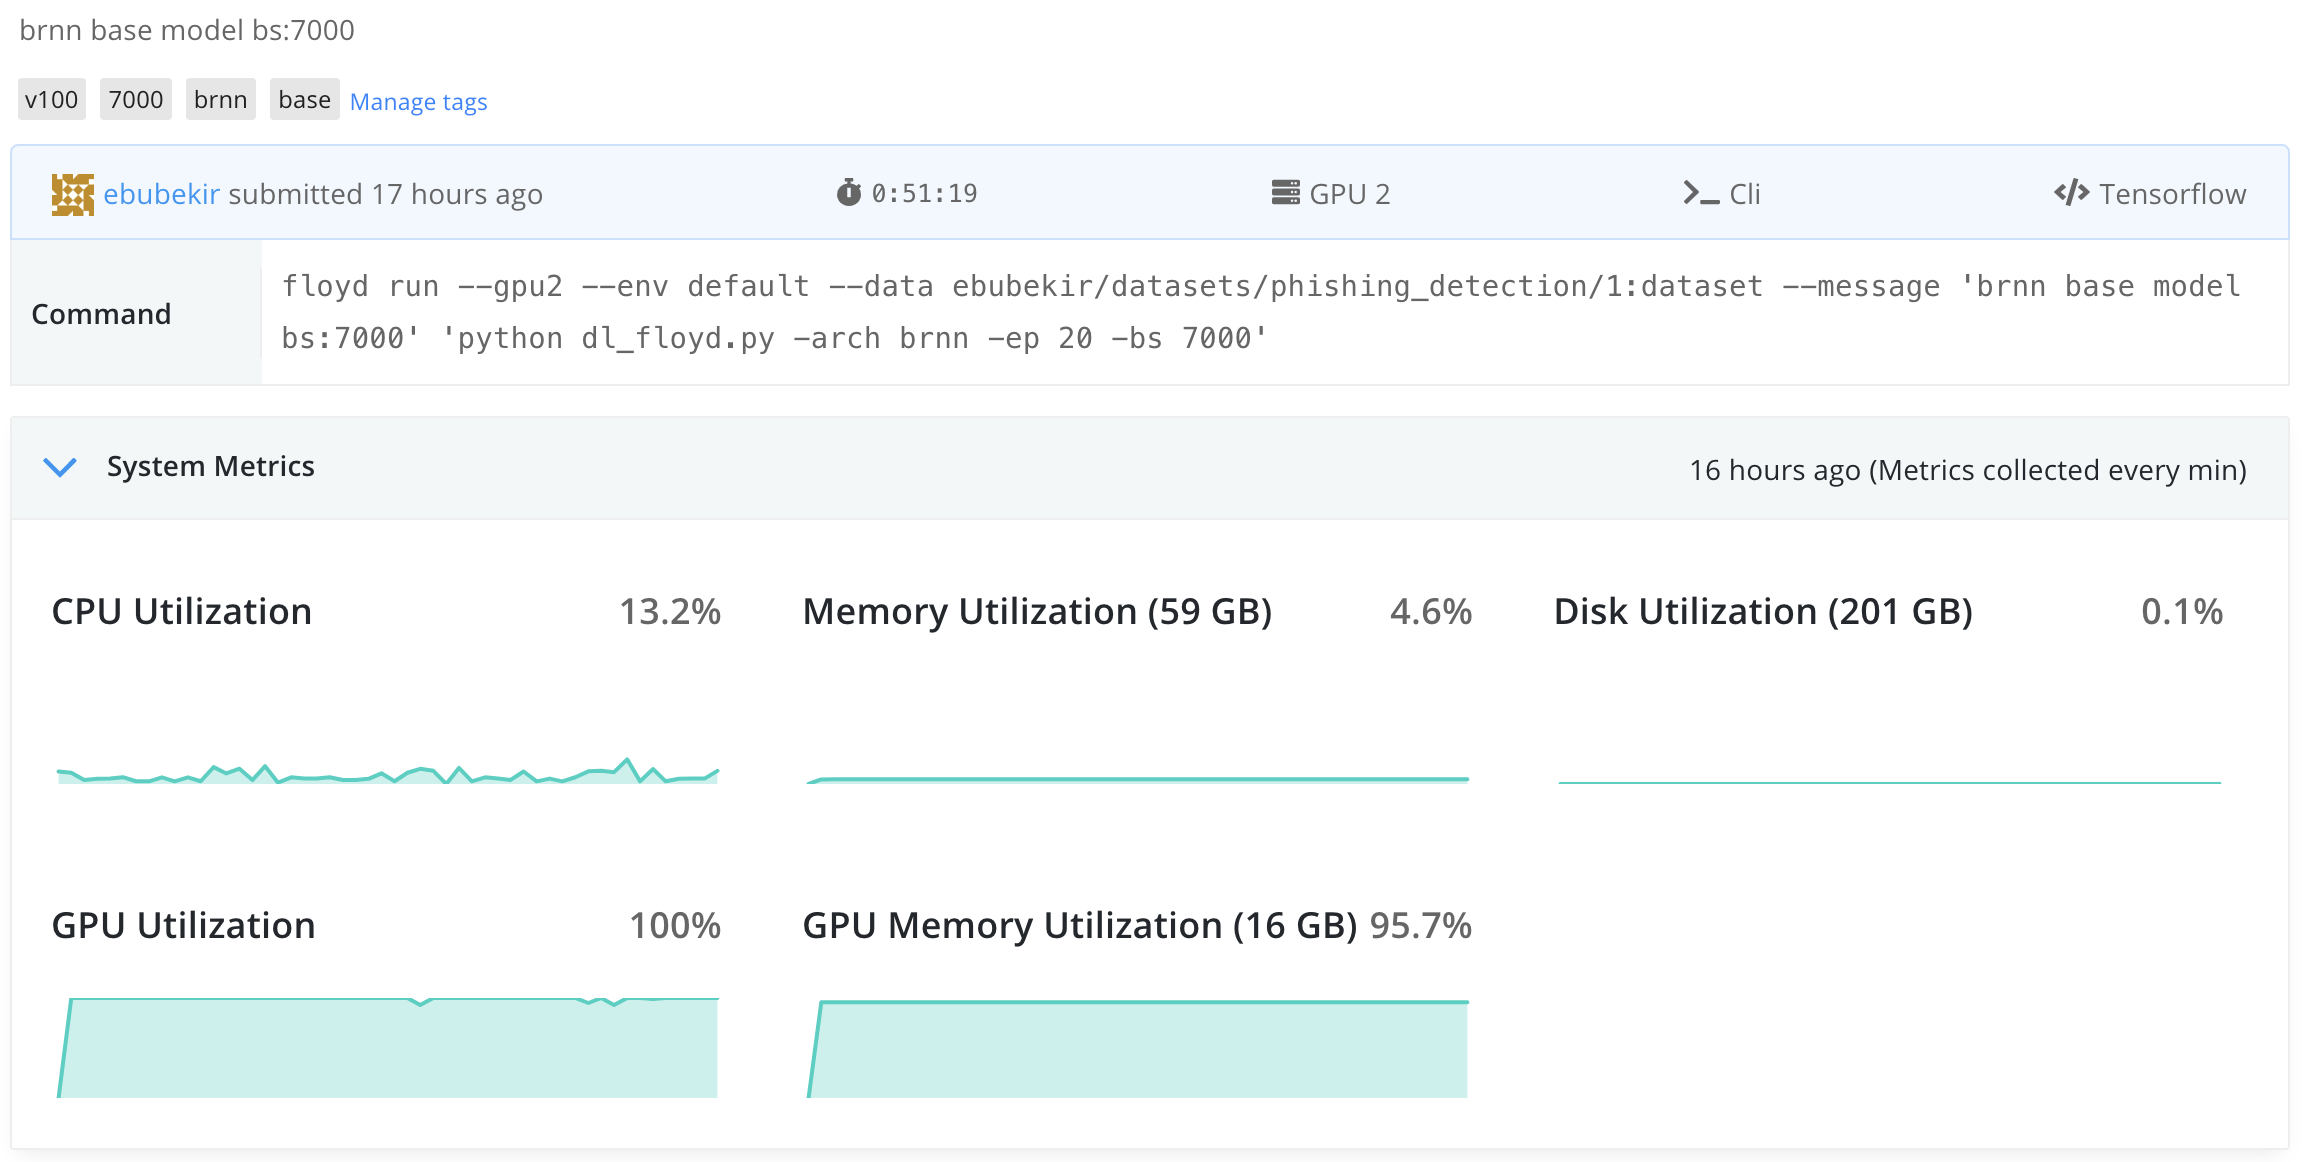 brnn base model bs:7000
v100 7000 brnn base Manage tags
ebubekir submitted 17 hours ago 0:51:19 GPU 2 Cli Tensorflow
Command
floyd run --gpu2 --env default --data ebubekir/datasets/phishing_detection/1:dataset --message 'brnn base model
bs:7000' 'python dl_floyd.py -arch brnn -ep 20 -bs 7000'
System Metrics 16 hours ago (Metrics collected every min)
CPU Utilization 13.2% Memory Utilization (59 GB) 4.6% Disk Utilization (201 GB) 0.1%
GPU Utilization 100% GPU Memory Utilization (16 GB) 95.7%